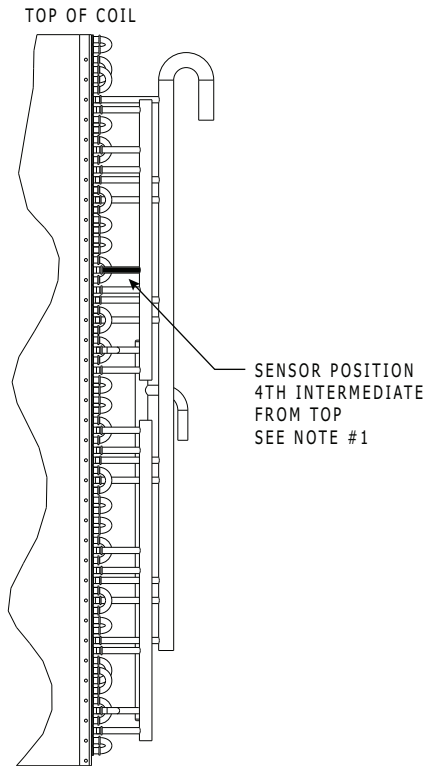 TOP OF COIL
SENSOR POSITION
4TH INTERMEDIATE
FROM TOP
SEE NOTE #1